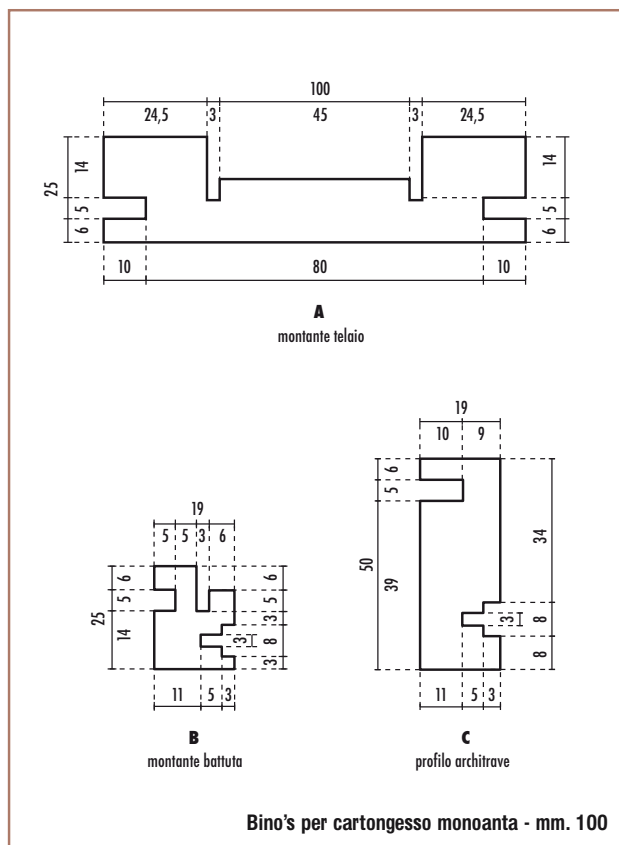 100
24,5 3 45 3 24,5
25
14
5
6
14
5
6
10 80 10
A
montante telaio
19
5 5 3 6
25
6
5
14
6
5
3
8
3
3
11 5 3
B
montante battuta
19
10 9
50
6
5
39
34
3
8
8
11 5 3
C
profilo architrave
Bino's per cartongesso monoanta - mm. 100